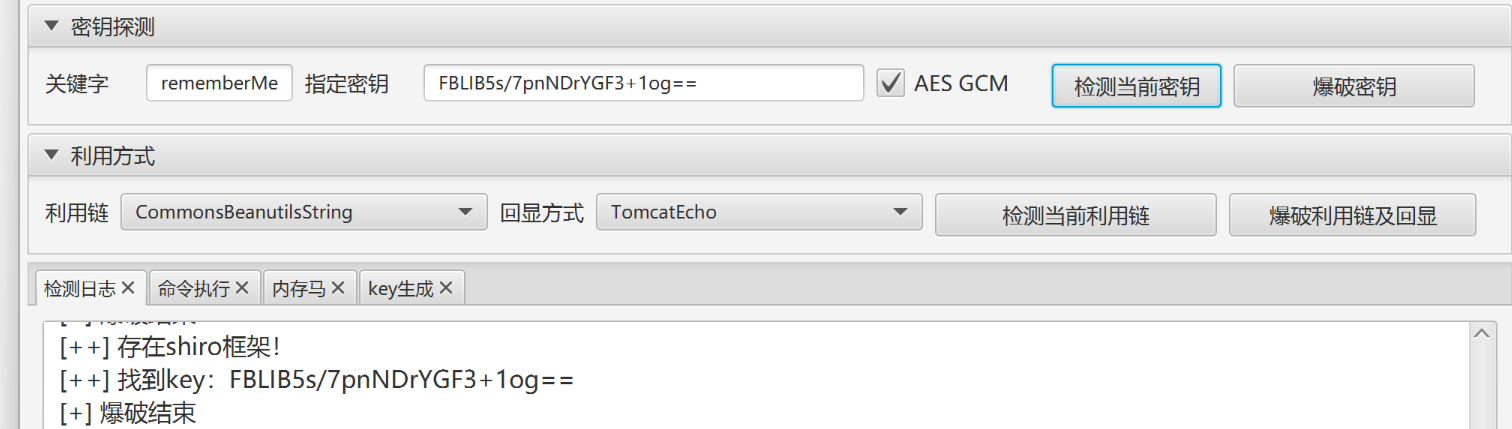 密钥探测
关键字 rememberMe 指定密钥 FBLIB5s/7pnNDrYGF3+1og== AES GCM 检测当前密钥 爆破密钥
利用方式
利用链 CommonsBeanutilsString 回显方式 TomcatEcho 检测当前利用链 爆破利用链及回显
检测日志 命令执行 内存马 key生成
[++] 存在shiro框架!
[++] 找到key: FBLIB5s/7pnNDrYGF3+1og==
[+] 爆破结束